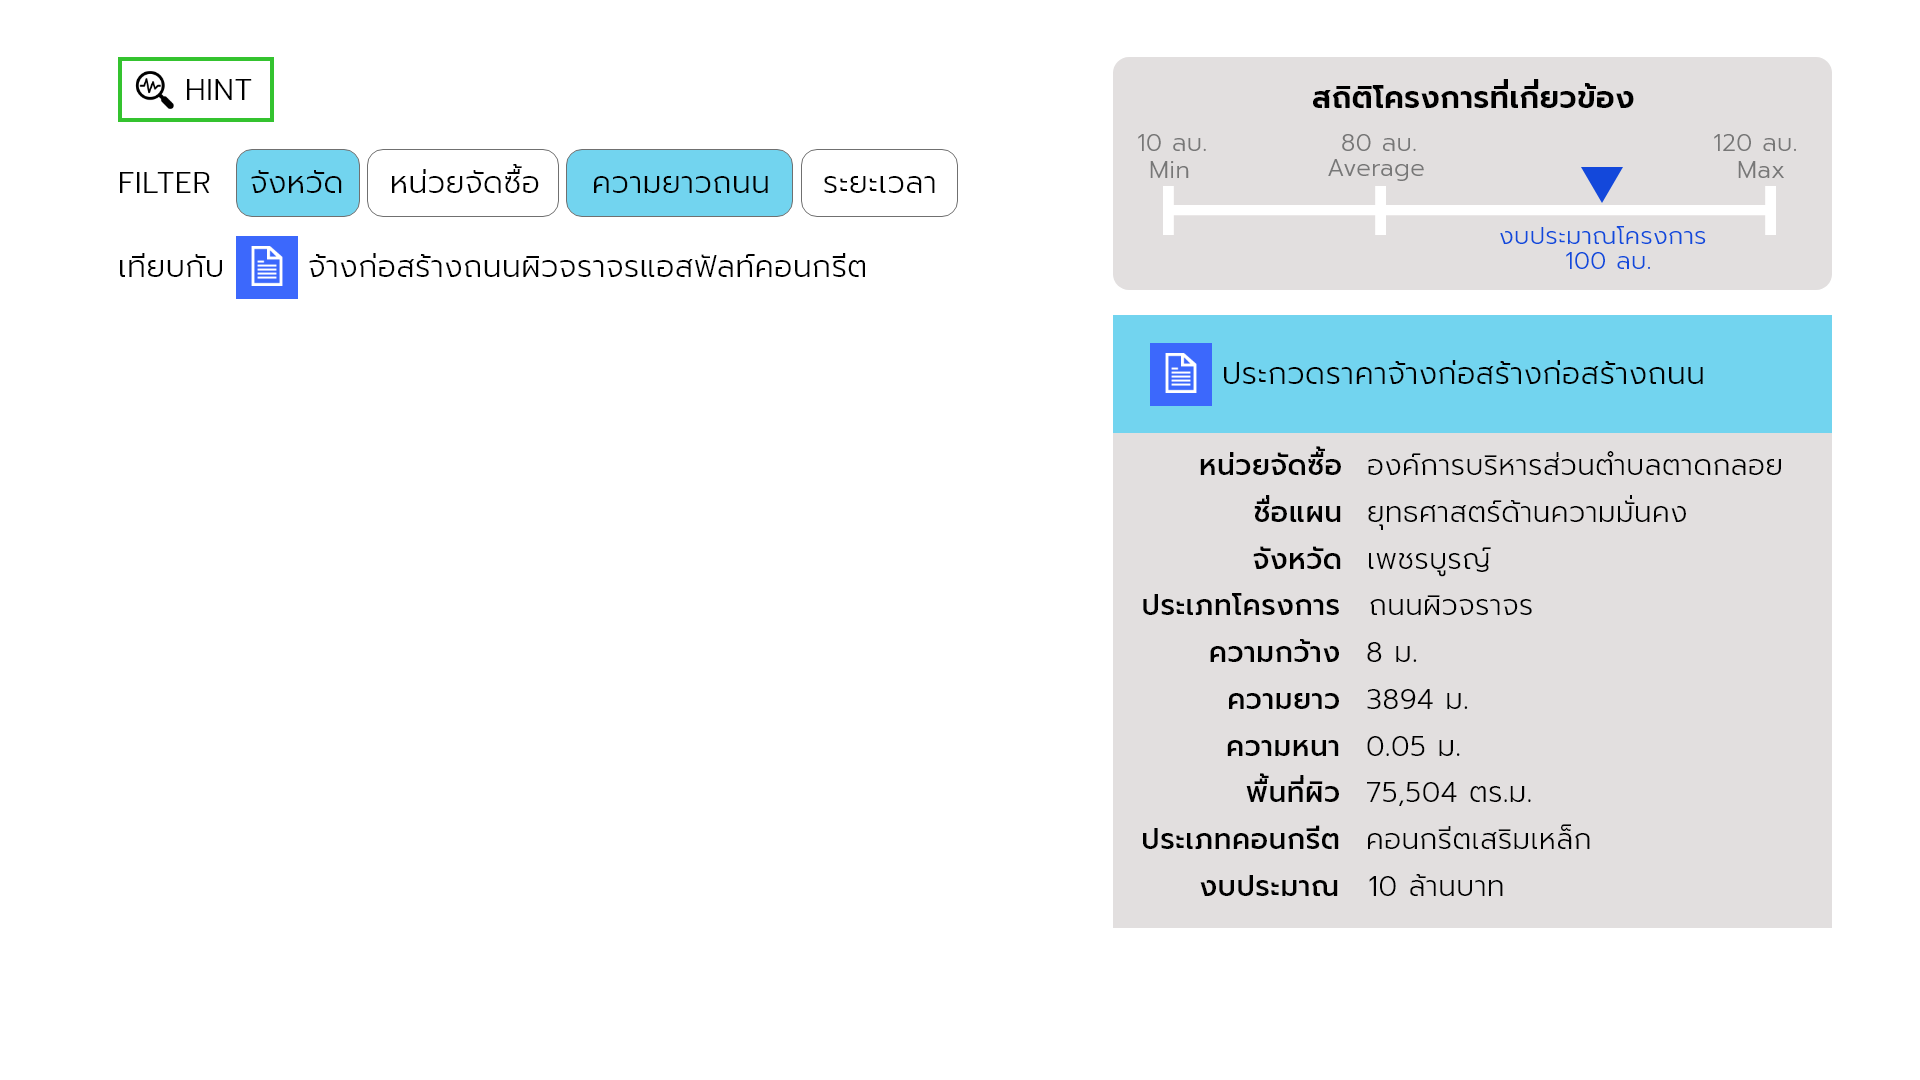 HINT
FILTER จังหวัด หน่วยจัดซื้อ ความยาวถนน ระยะเวลา
เทียบกับ จ้างก่อสร้างถนนผิวจราจรแอสฟัลท์คอนกรีต
สถิติโครงการที่เกี่ยวข้อง
10 ลบ. 80 ลบ. 120 ลบ.
Min Average Max
งบประมาณโครงการ
100 ลบ.
ประกวดราคาจ้างก่อสร้างก่อสร้างถนน
หน่วยจัดซื้อ องค์การบริหารส่วนตำบลตาดกลอย
ชื่อแผน ยุทธศาสตร์ด้านความมั่นคง
จังหวัด เพชรบูรณ์
ประเภทโครงการ ถนนผิวจราจร
ความกว้าง 8 ม.
ความยาว 3894 ม.
ความหนา 0.05 ม.
พื้นที่ผิว 75,504 ตร.ม.
ประเภทคอนกรีต คอนกรีตเสริมเหล็ก
งบประมาณ 10 ล้านบาท